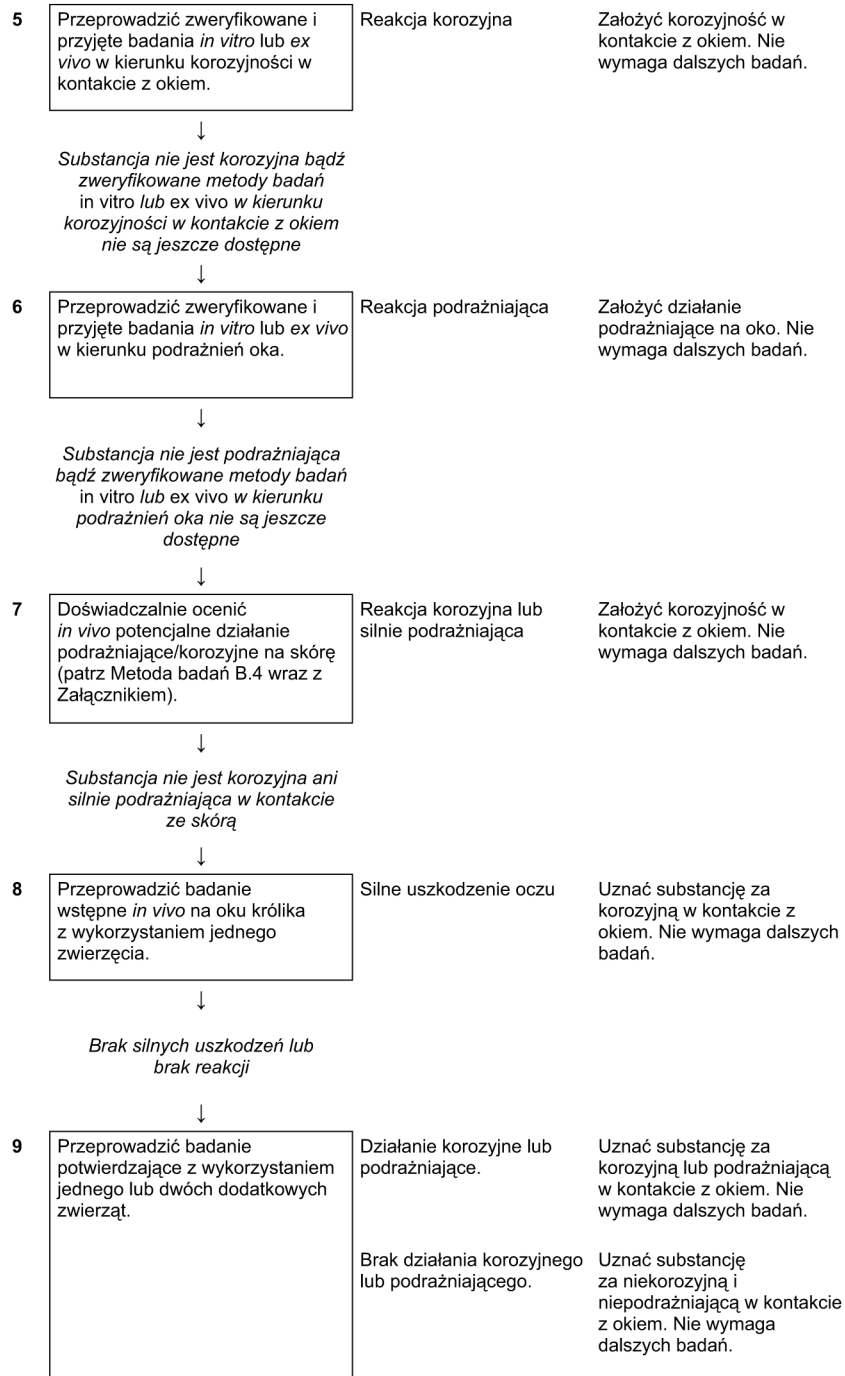 5
Przeprowadzić zweryfikowane i
przyjęte badania in vitro lub ex
vivo w kierunku korozyjności w
kontakcie z okiem.
Reakcja korozyjna
Założyć korozyjność w
kontakcie z okiem. Nie
wymaga dalszych badań.
↓
Substancja nie jest korozyjna bądź
zweryfikowane metody badań
in vitro lub ex vivo w kierunku
korozyjności w kontakcie z okiem
nie są jeszcze dostępne
↓
6
Przeprowadzić zweryfikowane i
przyjęte badania in vitro lub ex vivo
w kierunku podrażnień oka.
Reakcja podrażniająca
Założyć działanie
podrażniające na oko. Nie
wymaga dalszych badań.
↓
Substancja nie jest podrażniająca
bądź zweryfikowane metody badań
in vitro lub ex vivo w kierunku
podrażnień oka nie są jeszcze
dostępne
↓
7
Doświadczalnie ocenić
in vivo potencjalne działanie
podrażniające/korozyjne na skórę
(patrz Metoda badań B.4 wraz z
Załącznikiem).
Reakcja korozyjna lub
silnie podrażniająca
Założyć korozyjność w
kontakcie z okiem. Nie
wymaga dalszych badań.
↓
Substancja nie jest korozyjna ani
silnie podrażniająca w kontakcie
ze skórą
↓
8
Przeprowadzić badanie
wstępne in vivo na oku królika
z wykorzystaniem jednego
zwierzęcia.
Silne uszkodzenie oczu
Uznać substancję za
korozyjną w kontakcie z
okiem. Nie wymaga dalszych
badań.
↓
Brak silnych uszkodzeń lub
brak reakcji
↓
9
Przeprowadzić badanie
potwierdzające z wykorzystaniem
jednego lub dwóch dodatkowych
zwierząt.
Działanie korozyjne lub
podrażniające.
Uznać substancję za
korozyjną lub podrażniającą
w kontakcie z okiem. Nie
wymaga dalszych badań.
Brak działania korozyjnego
lub podrażniającego.
Uznać substancję
za niekorozyjną i
niepodrażniającą w kontakcie
z okiem. Nie wymaga
dalszych badań.